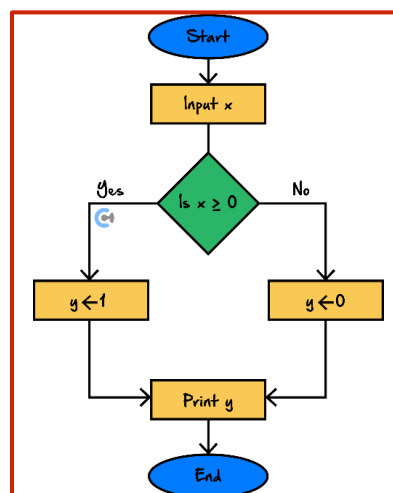 Start
Input x
Is x ≥ 0
Yes
No
y ←1
y ←0
Print y
End